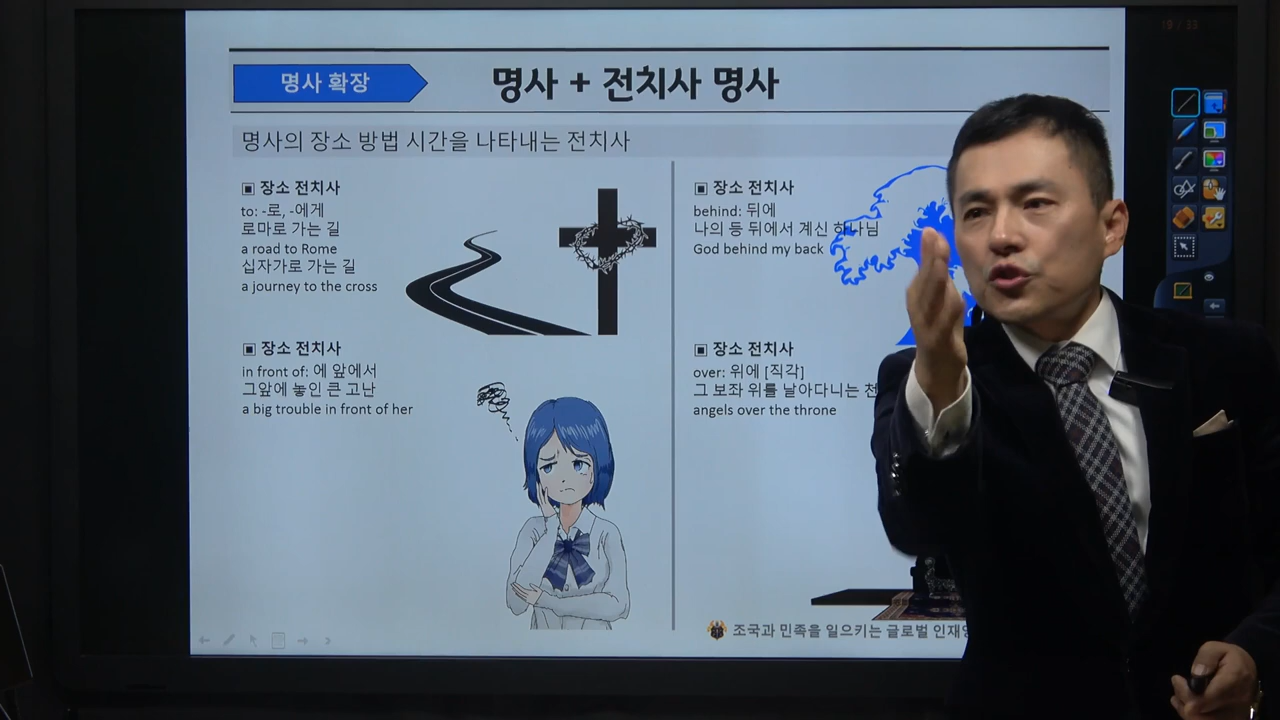 19 / 33
명사 확장
명사 + 전치사 명사
명사의 장소 방법 시간을 나타내는 전치사
▣ 장소 전치사
to: -로, -에게
로마로 가는 길
a road to Rome
십자가로 가는 길
a journey to the cross
▣ 장소 전치사
in front of: 에 앞에서
그앞에 놓인 큰 고난
a big trouble in front of her
▣ 장소 전치사
behind: 뒤에
나의 등 뒤에서 계신 하나님
God behind my back
▣ 장소 전치사
over: 위에 [직각]
그 보좌 위를 날아다니는 천
angels over the throne
조국과 민족을 일으키는 글로벌 인재